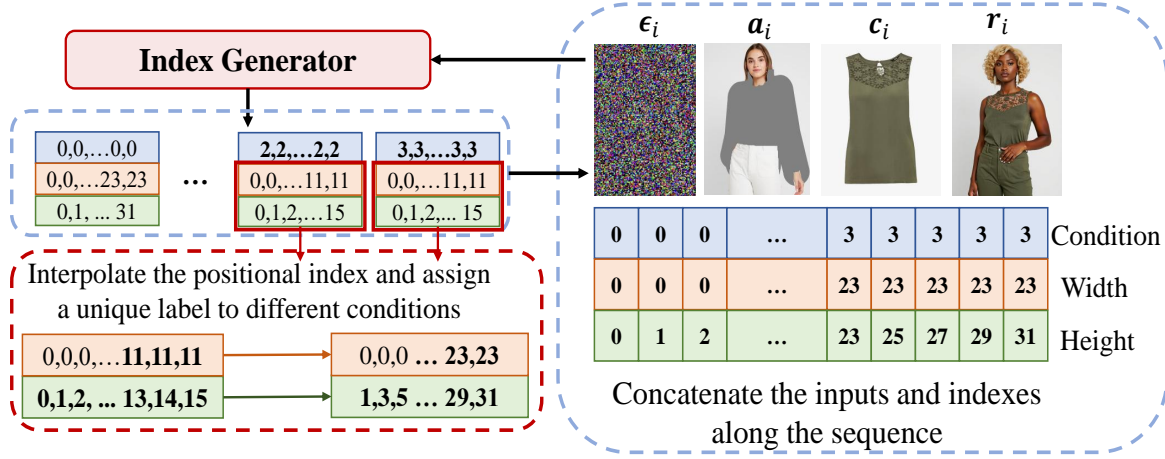 Index Generator
0,0,...0,0
0,0,...23,23
0,1, ... 31
...
2,2,...2,2
0,0,...11,11
0,1,2,...15
3,3,...3,3
0,0,...11,11
0,1,2,... 15
Interpolate the positional index and assign
a unique label to different conditions
0,0,0,...11,11,11
0,0,0 ... 23,23
0,1,2, ... 13,14,15
1,3,5 ... 29,31
ϵᵢ aᵢ cᵢ rᵢ
0 0 0 ... 3 3 3 3 3 Condition
0 0 0 ... 23 23 23 23 23 Width
0 1 2 ... 23 25 27 29 31 Height
Concatenate the inputs and indexes
along the sequence